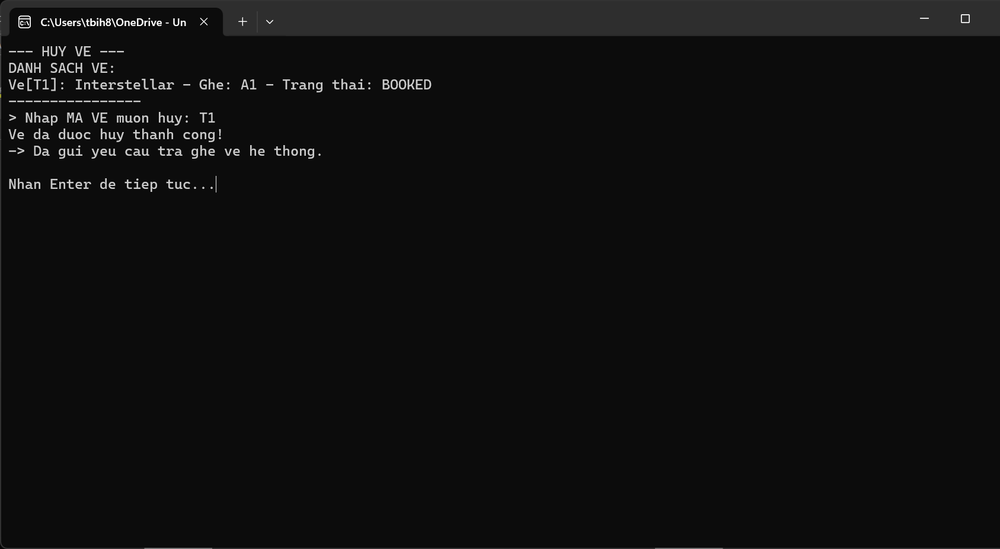 C:\Users\tbih8\OneDrive - Un
--- HUY VE ---
DANH SACH VE:
Ve[T1]: Interstellar - Ghe: A1 - Trang thai: BOOKED
----------------
> Nhap MA VE muon huy: T1
Ve da duoc huy thanh cong!
-> Da gui yeu cau tra ghe ve he thong.
Nhan Enter de tiep tuc...